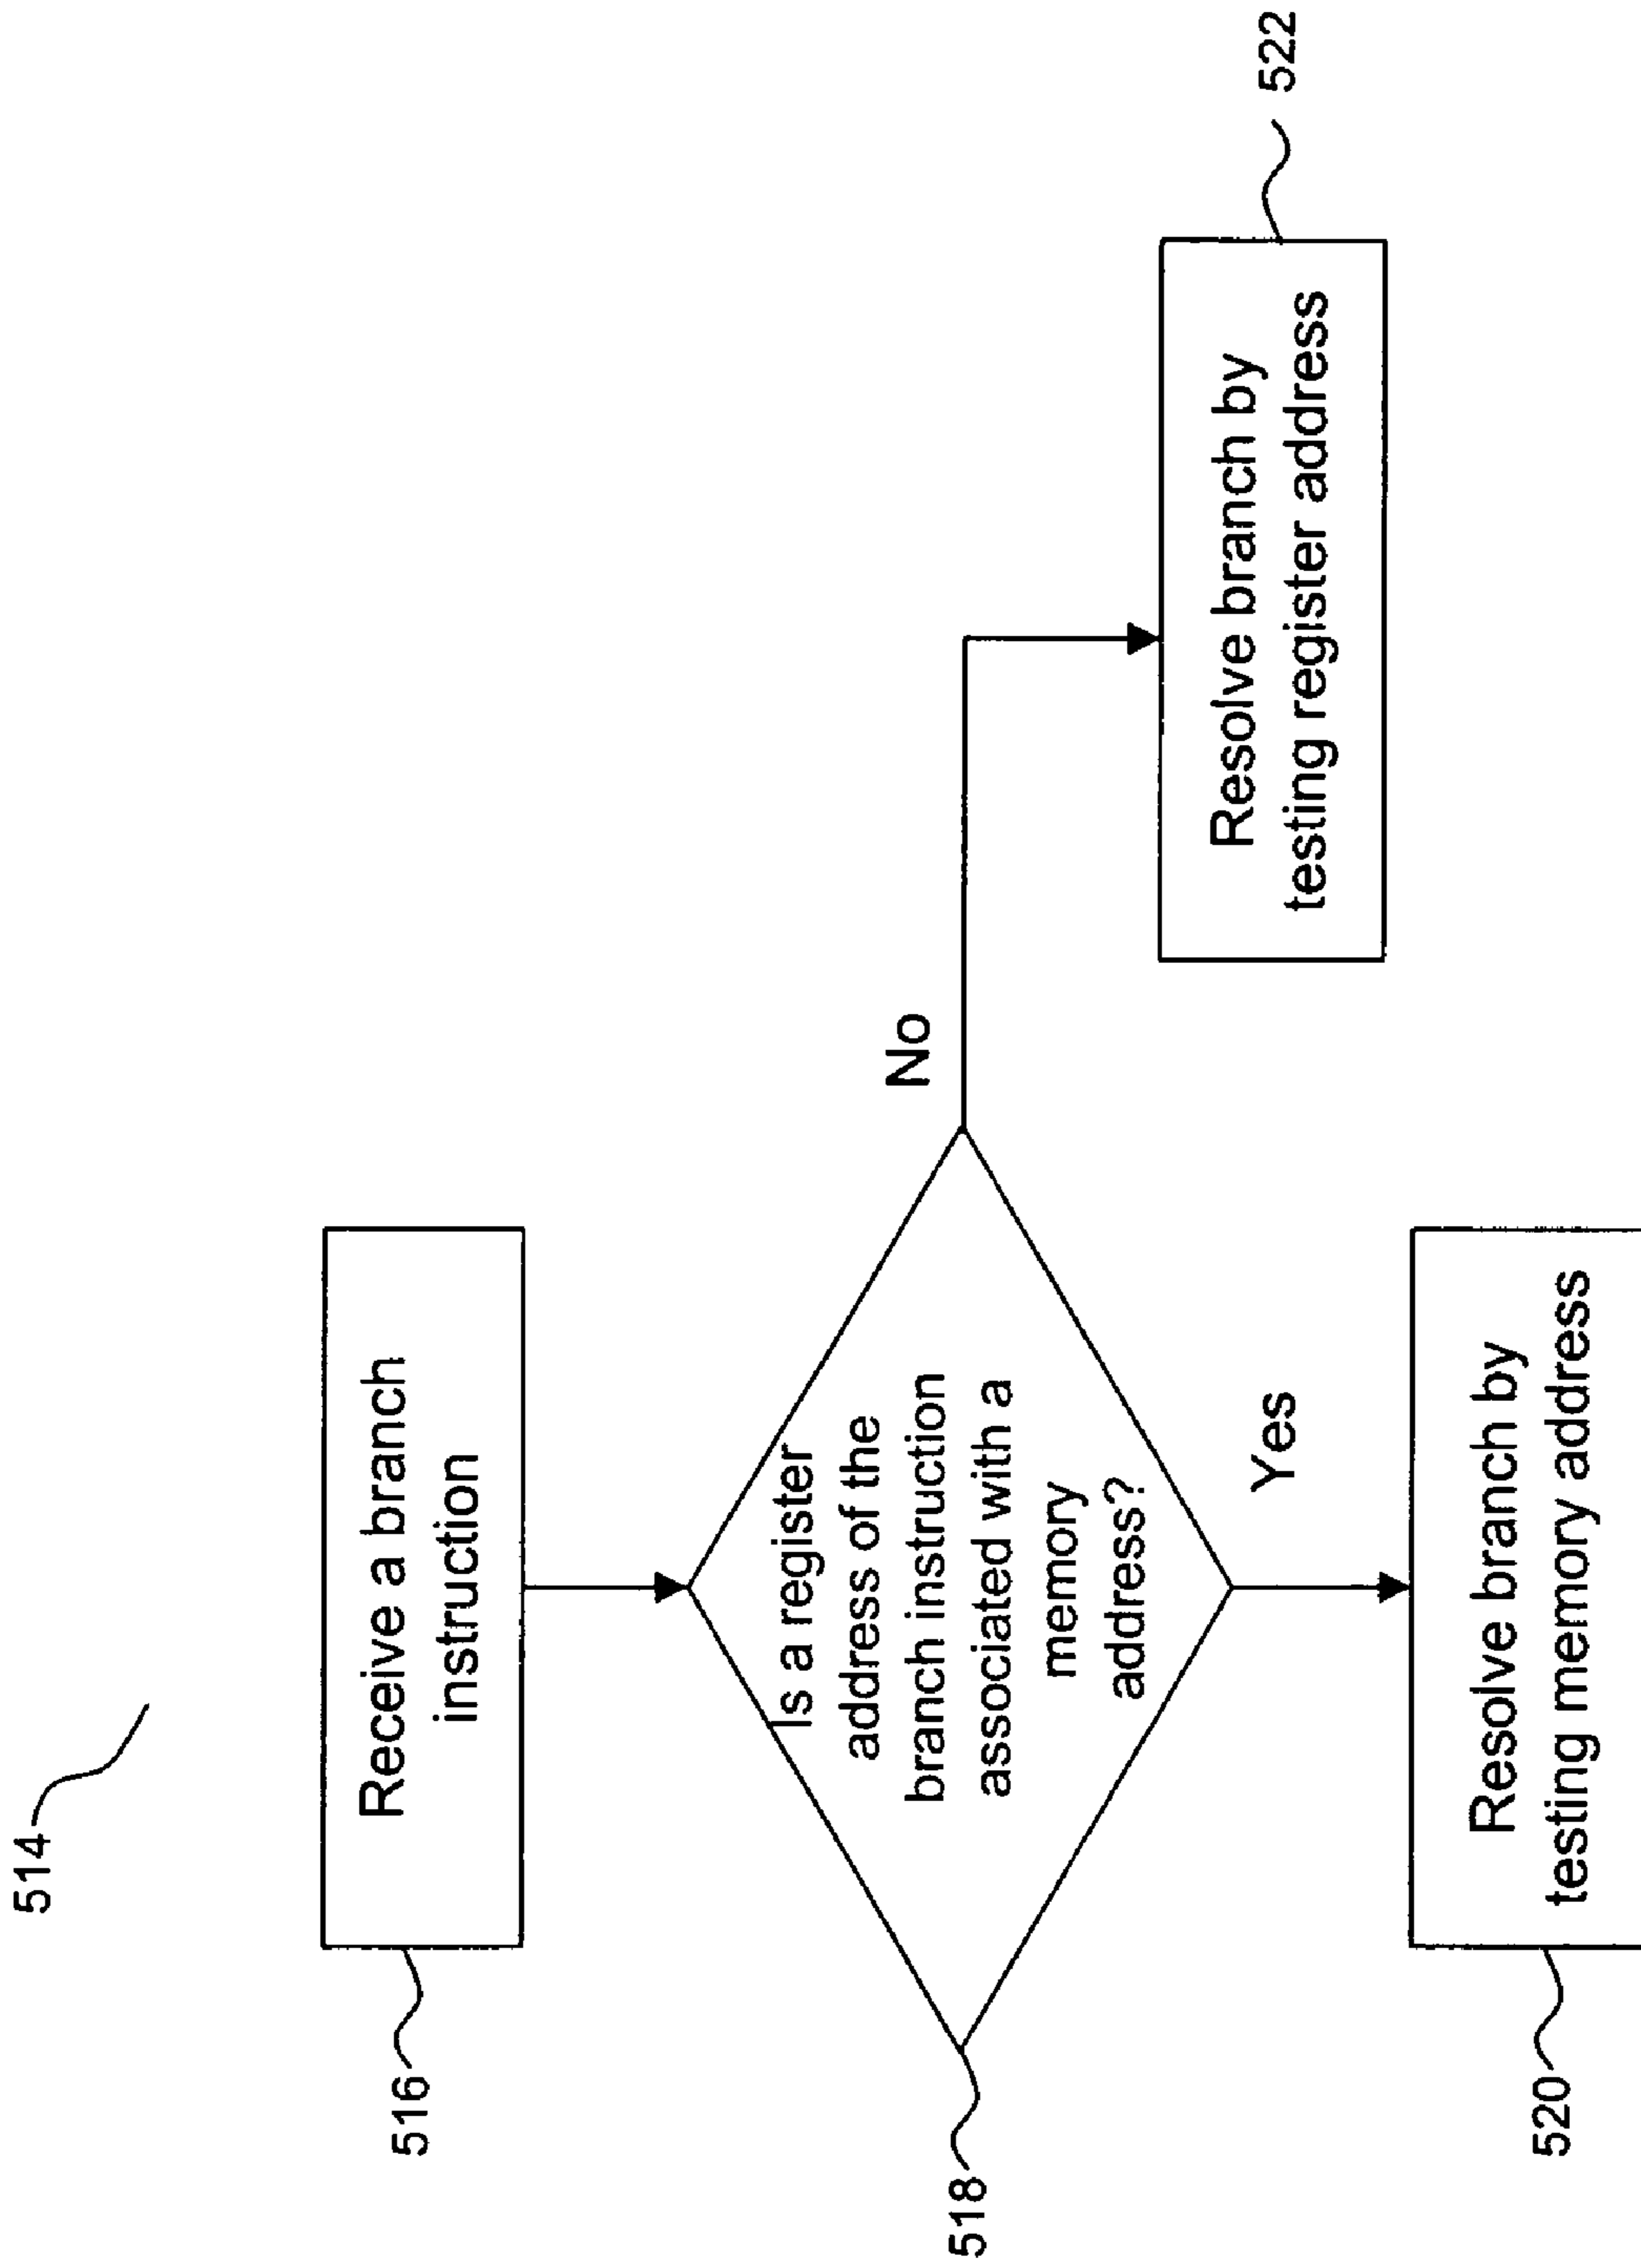 514
516
Receive a branch
instruction
518
Is a register
address of the
branch instruction
associated with a
memory
address?
No
Yes
520
Resolve branch by
testing memory address
Resolve branch by
testing register address
522